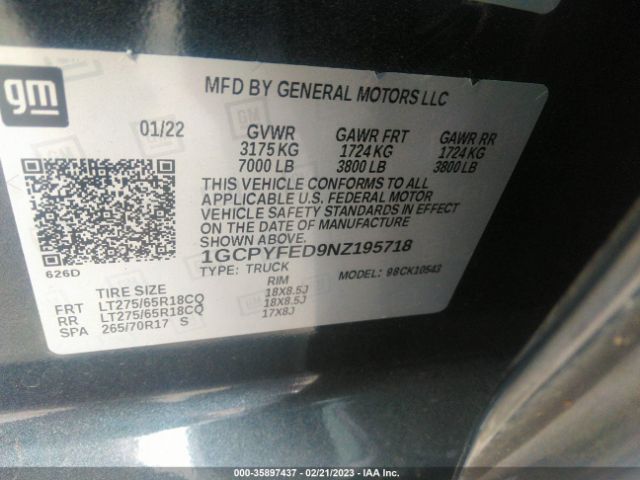 gm
MFD BY GENERAL MOTORS LLC
01/22 GVWR GAWR FRT GAWR RR
3175 KG 1724 KG 1724 KG
7000 LB 3800 LB 3800 LB
THIS VEHICLE CONFORMS TO ALL
APPLICABLE U.S. FEDERAL MOTOR
VEHICLE SAFETY STANDARDS IN EFFECT
ON THE DATE OF MANUFACTURE
SHOWN ABOVE.
1GCPYFED9NZ195718
626D TYPE: TRUCK MODEL: 98CK10543
TIRE SIZE RIM
FRT LT275/65R18CQ 18X8.5J
RR LT275/65R18CQ 18X8.5J
SPA 265/70R17 S 17X8J
000-35897437 - 02/21/2023 - IAA Inc.